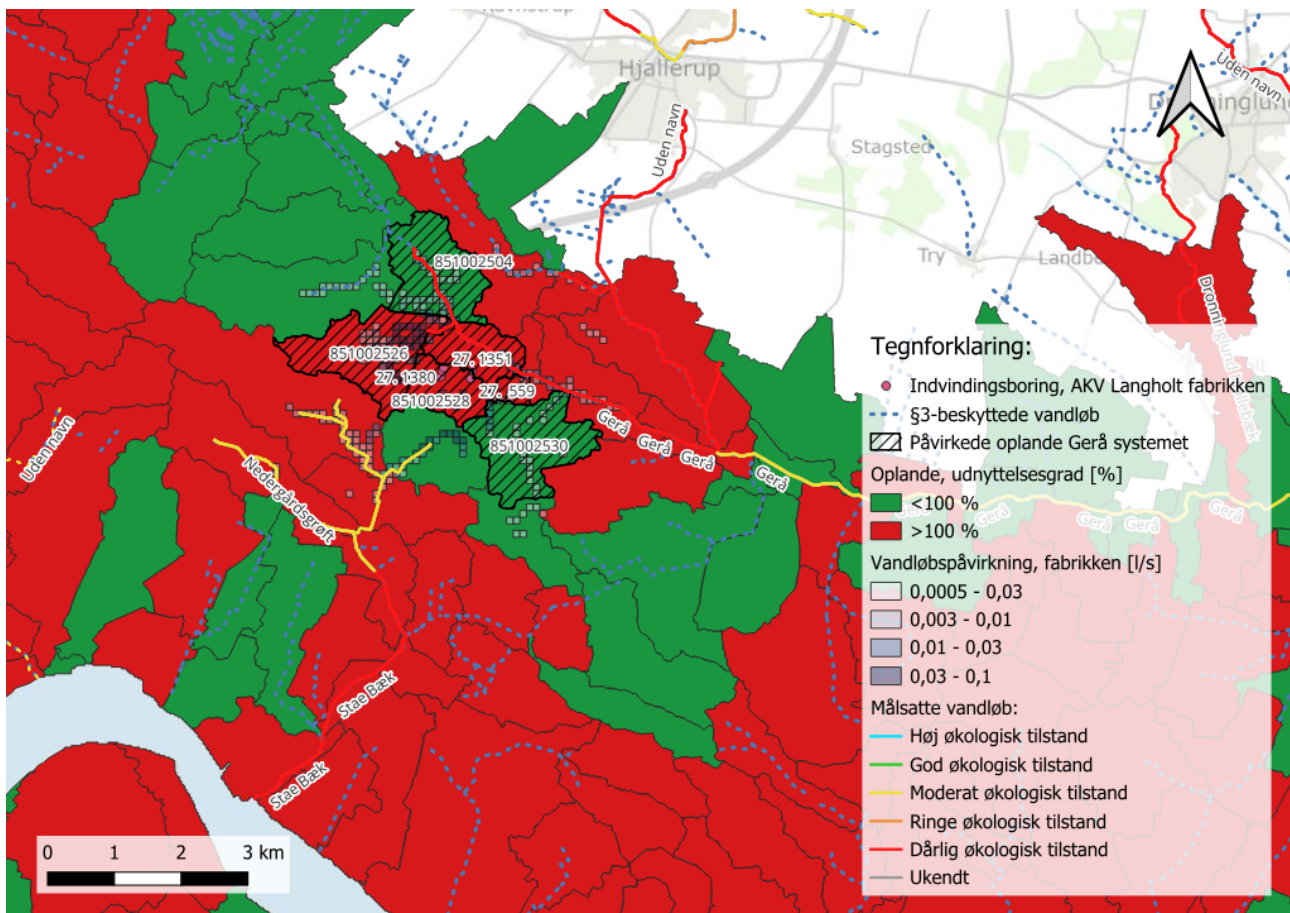 Hjallerup
Uden navn
Uden navn
Stagsted
Try
851002504
851002526
27. 1351
27. 1380
27. 559
851002528
851002530
Gerå
Gerå
Gerå
Gerå
Gerå
Gerå
Gerå
Gerå
Uden navn
Nedergårdsgrøft
Stae Bæk
Stae Bæk
Tegnforklaring:
Indvindingsboring, AKV Langholt fabrikken
§3-beskyttede vandløb
Påvirkede oplande Gerå systemet
Oplande, udnyttelsesgrad [%]
<100 %
>100 %
Vandløbspåvirkning, fabrikken [l/s]
0,0005 - 0,03
0,003 - 0,01
0,01 - 0,03
0,03 - 0,1
Målsatte vandløb:
Høj økologisk tilstand
God økologisk tilstand
Moderat økologisk tilstand
Ringe økologisk tilstand
Dårlig økologisk tilstand
Ukendt
0 1 2 3 km